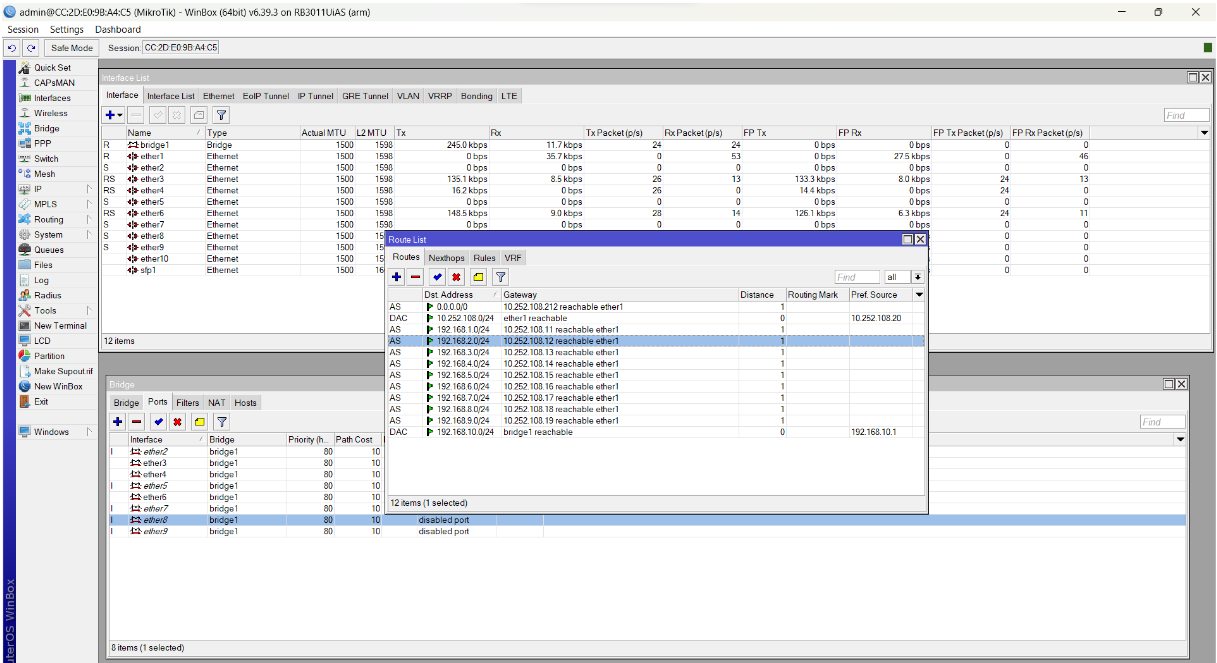 admin@CC:2D:E0:9B:A4:C5 (MikroTik) - WinBox (64bit) v6.39.3 on RB3011UiAS (arm)
Session Settings Dashboard
Safe Mode Session: CC:2D:E0:9B:A4:C5
Quick Set
CAPsMAN
Interfaces
Wireless
Bridge
PPP
Switch
Mesh
IP
MPLS
Routing
System
Queues
Files
Log
Radius
Tools
New Terminal
LCD
Partition
Make Supout.rif
New WinBox
Exit
Windows
uterOS WinBox
Interface List
Interface Interface List Ethernet EoIP Tunnel IP Tunnel GRE Tunnel VLAN VRRP Bonding LTE
Find
Name Type Actual MTU L2 MTU Tx Rx Tx Packet (p/s) Rx Packet (p/s) FP Tx FP Rx FP Tx Packet (p/s) FP Rx Packet (p/s)
R bridge1 Bridge 1500 1598 245.0 kbps 11.7 kbps 24 24 0 bps 0 bps 0 0
R ether1 Ethernet 1500 1598 0 bps 35.7 kbps 0 53 0 bps 27.5 kbps 0 46
S ether2 Ethernet 1500 1598 0 bps 0 bps 0 0 0 bps 0 bps 0 0
RS ether3 Ethernet 1500 1598 135.1 kbps 8.5 kbps 26 13 133.3 kbps 8.0 kbps 24 13
RS ether4 Ethernet 1500 1598 16.2 kbps 0 bps 26 0 14.4 kbps 0 bps 24 0
S ether5 Ethernet 1500 1598 0 bps 0 bps 0 0 0 bps 0 bps 0 0
RS ether6 Ethernet 1500 1598 148.5 kbps 9.0 kbps 28 14 126.1 kbps 6.3 kbps 24 11
S ether7 Ethernet 1500 1598 0 bps 0 bps 0 0 0 bps 0 bps 0 0
S ether8 Ethernet 1500 0 0
S ether9 Ethernet 1500 0 0
ether10 Ethernet 1500 0 0
sfp1 Ethernet 1500 0 0
12 items
Route List
Routes Nexthops Rules VRF
Find all
Dst. Address Gateway Distance Routing Mark Pref. Source
AS 0.0.0.0/0 10.252.108.212 reachable ether1 1
DAC 10.252.108.0/24 ether1 reachable 0 10.252.108.20
AS 192.168.1.0/24 10.252.108.11 reachable ether1 1
AS 192.168.2.0/24 10.252.108.12 reachable ether1 1
AS 192.168.3.0/24 10.252.108.13 reachable ether1 1
AS 192.168.4.0/24 10.252.108.14 reachable ether1 1
AS 192.168.5.0/24 10.252.108.15 reachable ether1 1
AS 192.168.6.0/24 10.252.108.16 reachable ether1 1
AS 192.168.7.0/24 10.252.108.17 reachable ether1 1
AS 192.168.8.0/24 10.252.108.18 reachable ether1 1
AS 192.168.9.0/24 10.252.108.19 reachable ether1 1
DAC 192.168.10.0/24 bridge1 reachable 0 192.168.10.1
12 items (1 selected)
Bridge
Bridge Ports Filters NAT Hosts
Find
Interface Bridge Priority (h... Path Cost
I ether2 bridge1 80 10
ether3 bridge1 80 10
ether4 bridge1 80 10
I ether5 bridge1 80 10
ether6 bridge1 80 10
I ether7 bridge1 80 10
I ether8 bridge1 80 10 disabled port
I ether9 bridge1 80 10 disabled port
8 items (1 selected)